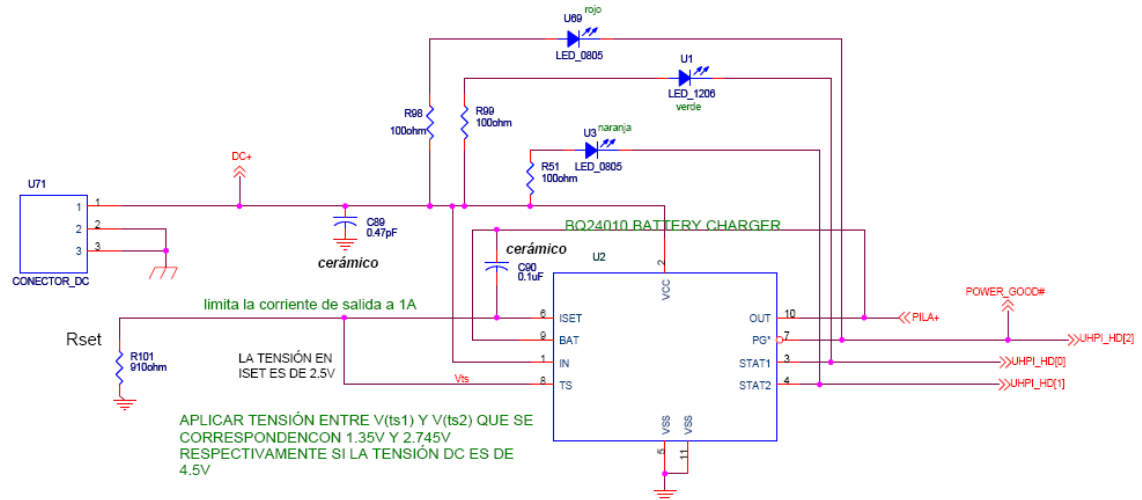 U69
rojo
LED_0805
U1
LED_1206
verde
R98
100ohm
R99
100ohm
U3
naranja
LED_0805
R51
100ohm
DC+
U71
1
1
2
2
3
3
CONECTOR_DC
C89
0.47pF
cerámico
BQ24010 BATTERY CHARGER
cerámico
C90
0.1uF
U2
2
VCC
limita la corriente de salida a 1A
Rset
R101
910ohm
LA TENSIÓN EN
ISET ES DE 2.5V
Vts
6
ISET
9
BAT
1
IN
8
TS
OUT
10
PG*
7
STAT1
3
STAT2
4
VSS
VSS
5
11
PILA+
POWER_GOOD#
UHPI_HD[2]
UHPI_HD[0]
UHPI_HD[1]
APLICAR TENSIÓN ENTRE V(ts1) Y V(ts2) QUE SE
CORRESPONDENCON 1.35V Y 2.745V
RESPECTIVAMENTE SI LA TENSIÓN DC ES DE
4.5V